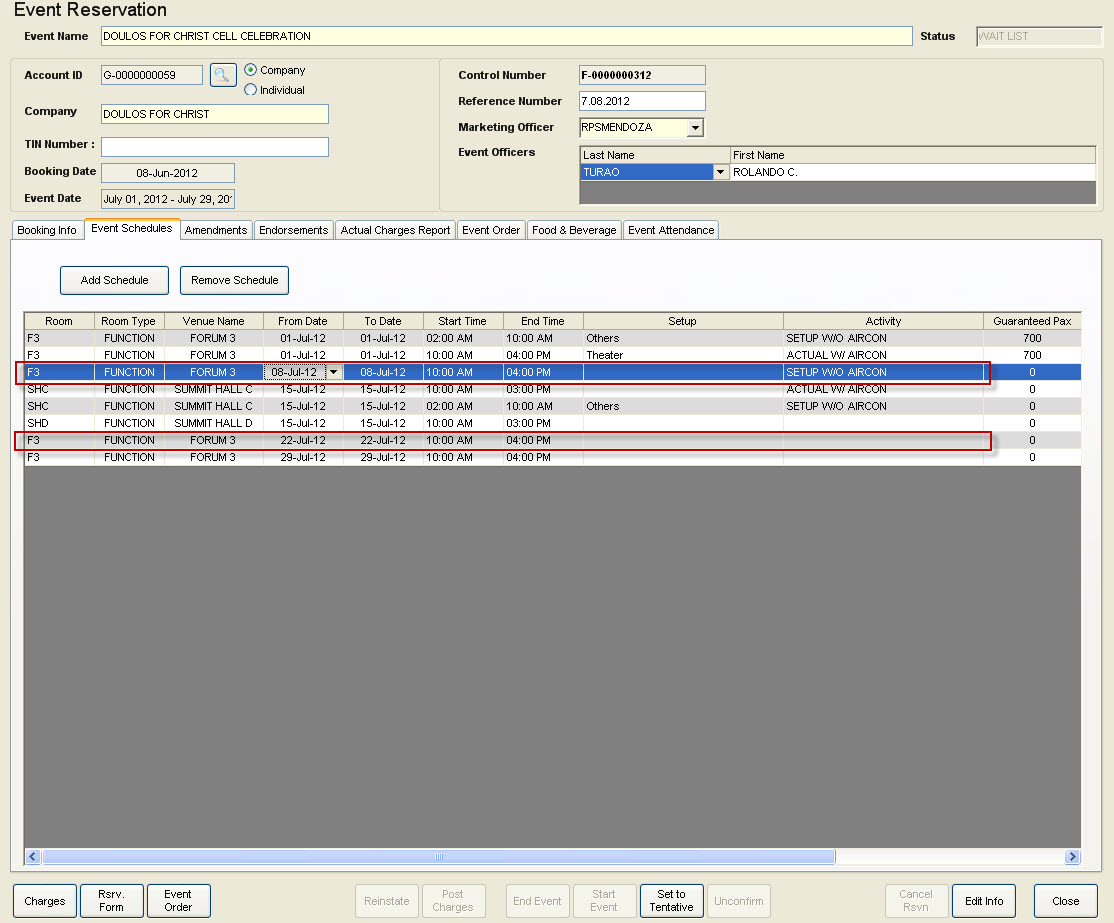 Event Reservation
Event Name DOULOS FOR CHRIST CELL CELEBRATION Status WAIT LIST
Account ID G-0000000059 Company
Individual
Company DOULOS FOR CHRIST
TIN Number :
Booking Date 08-Jun-2012
Event Date July 01, 2012 - July 29, 20
Control Number F-0000000312
Reference Number 7.08.2012
Marketing Officer RPSMENDOZA
Event Officers Last Name First Name
TURAO ROLANDO C.
Booking Info Event Schedules Amendments Endorsements Actual Charges Report Event Order Food & Beverage Event Attendance
Add Schedule Remove Schedule
Room Room Type Venue Name From Date To Date Start Time End Time Setup Activity Guaranteed Pax
F3 FUNCTION FORUM 3 01-Jul-12 01-Jul-12 02:00 AM 10:00 AM Others SETUP W/O AIRCON 700
F3 FUNCTION FORUM 3 01-Jul-12 01-Jul-12 10:00 AM 04:00 PM Theater ACTUAL W/ AIRCON 700
F3 FUNCTION FORUM 3 08-Jul-12 08-Jul-12 10:00 AM 04:00 PM SETUP W/O AIRCON 0
SHC FUNCTION SUMMIT HALL C 15-Jul-12 15-Jul-12 10:00 AM 03:00 PM ACTUAL W/ AIRCON 0
SHC FUNCTION SUMMIT HALL C 15-Jul-12 15-Jul-12 02:00 AM 10:00 AM Others SETUP W/O AIRCON 0
SHD FUNCTION SUMMIT HALL D 15-Jul-12 15-Jul-12 10:00 AM 03:00 PM 0
F3 FUNCTION FORUM 3 22-Jul-12 22-Jul-12 10:00 AM 04:00 PM 0
F3 FUNCTION FORUM 3 29-Jul-12 29-Jul-12 10:00 AM 04:00 PM 0
Charges Rsrv. Form Event Order Reinstate Post Charges End Event Start Event Set to Tentative Unconfirm Cancel Rsvn Edit Info Close